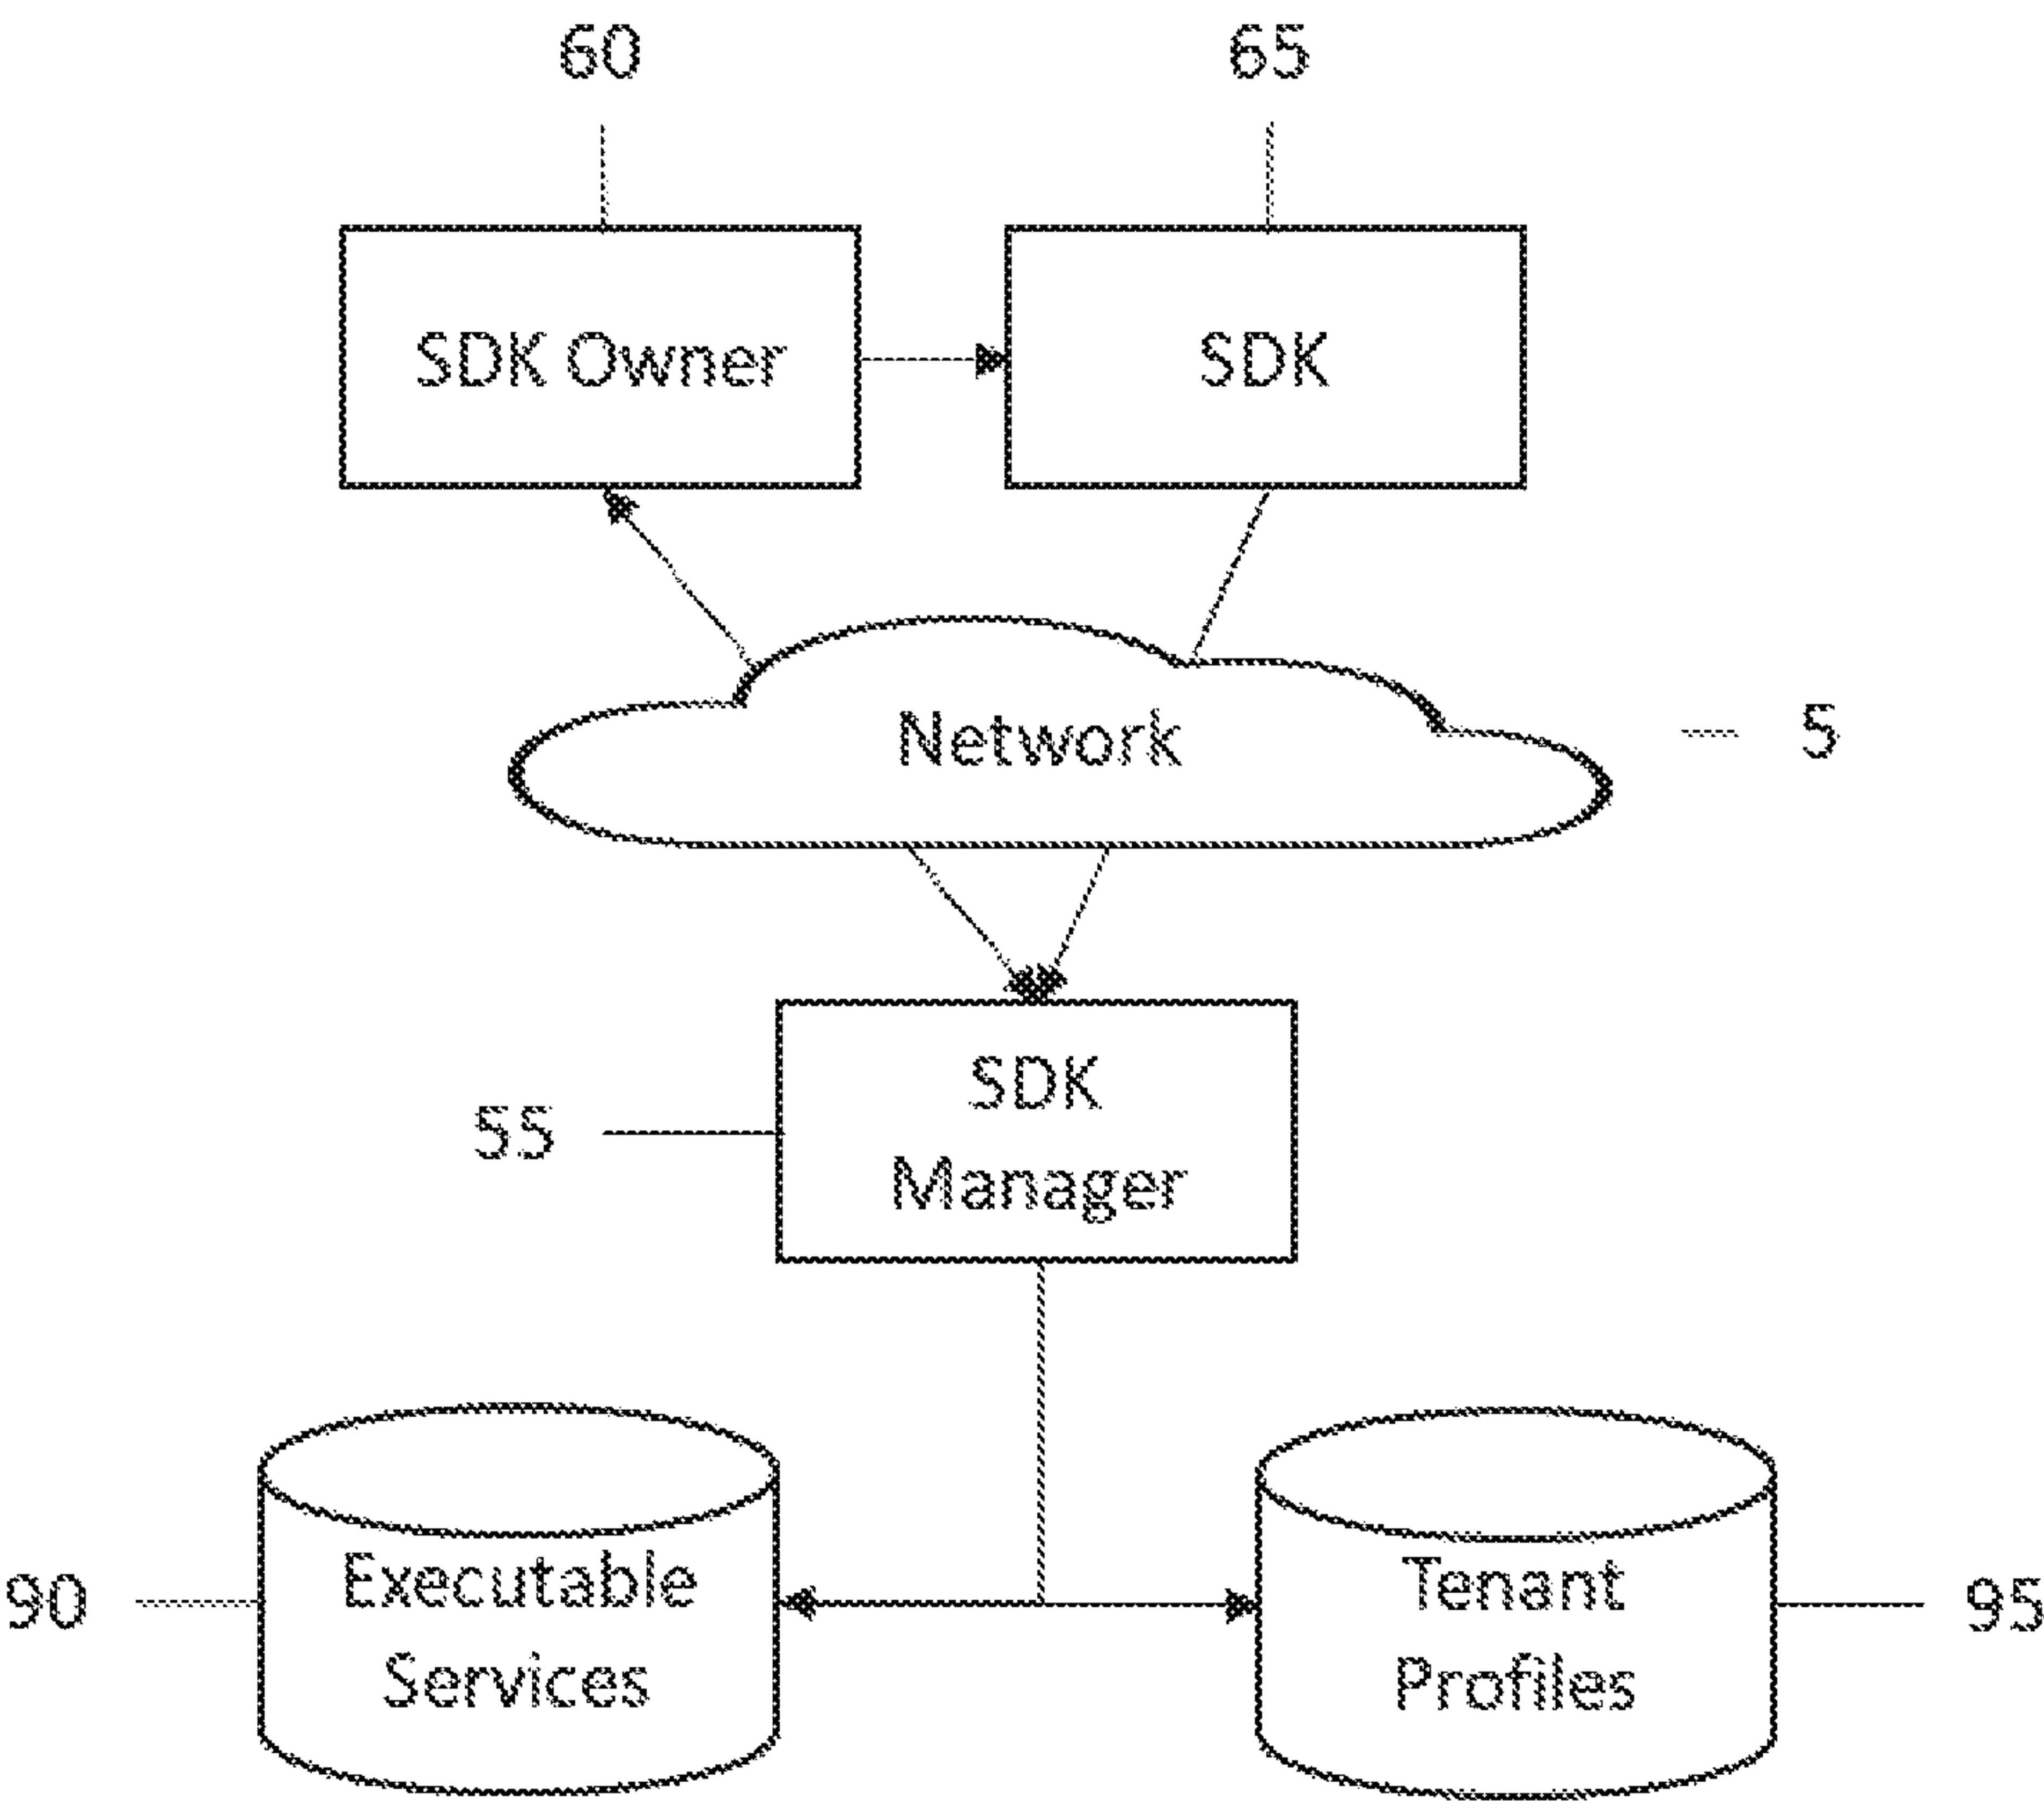 60
65
SDK Owner
SDK
Network
5
SDK
Manager
55
Executable
Services
90
Tenant
Profiles
95